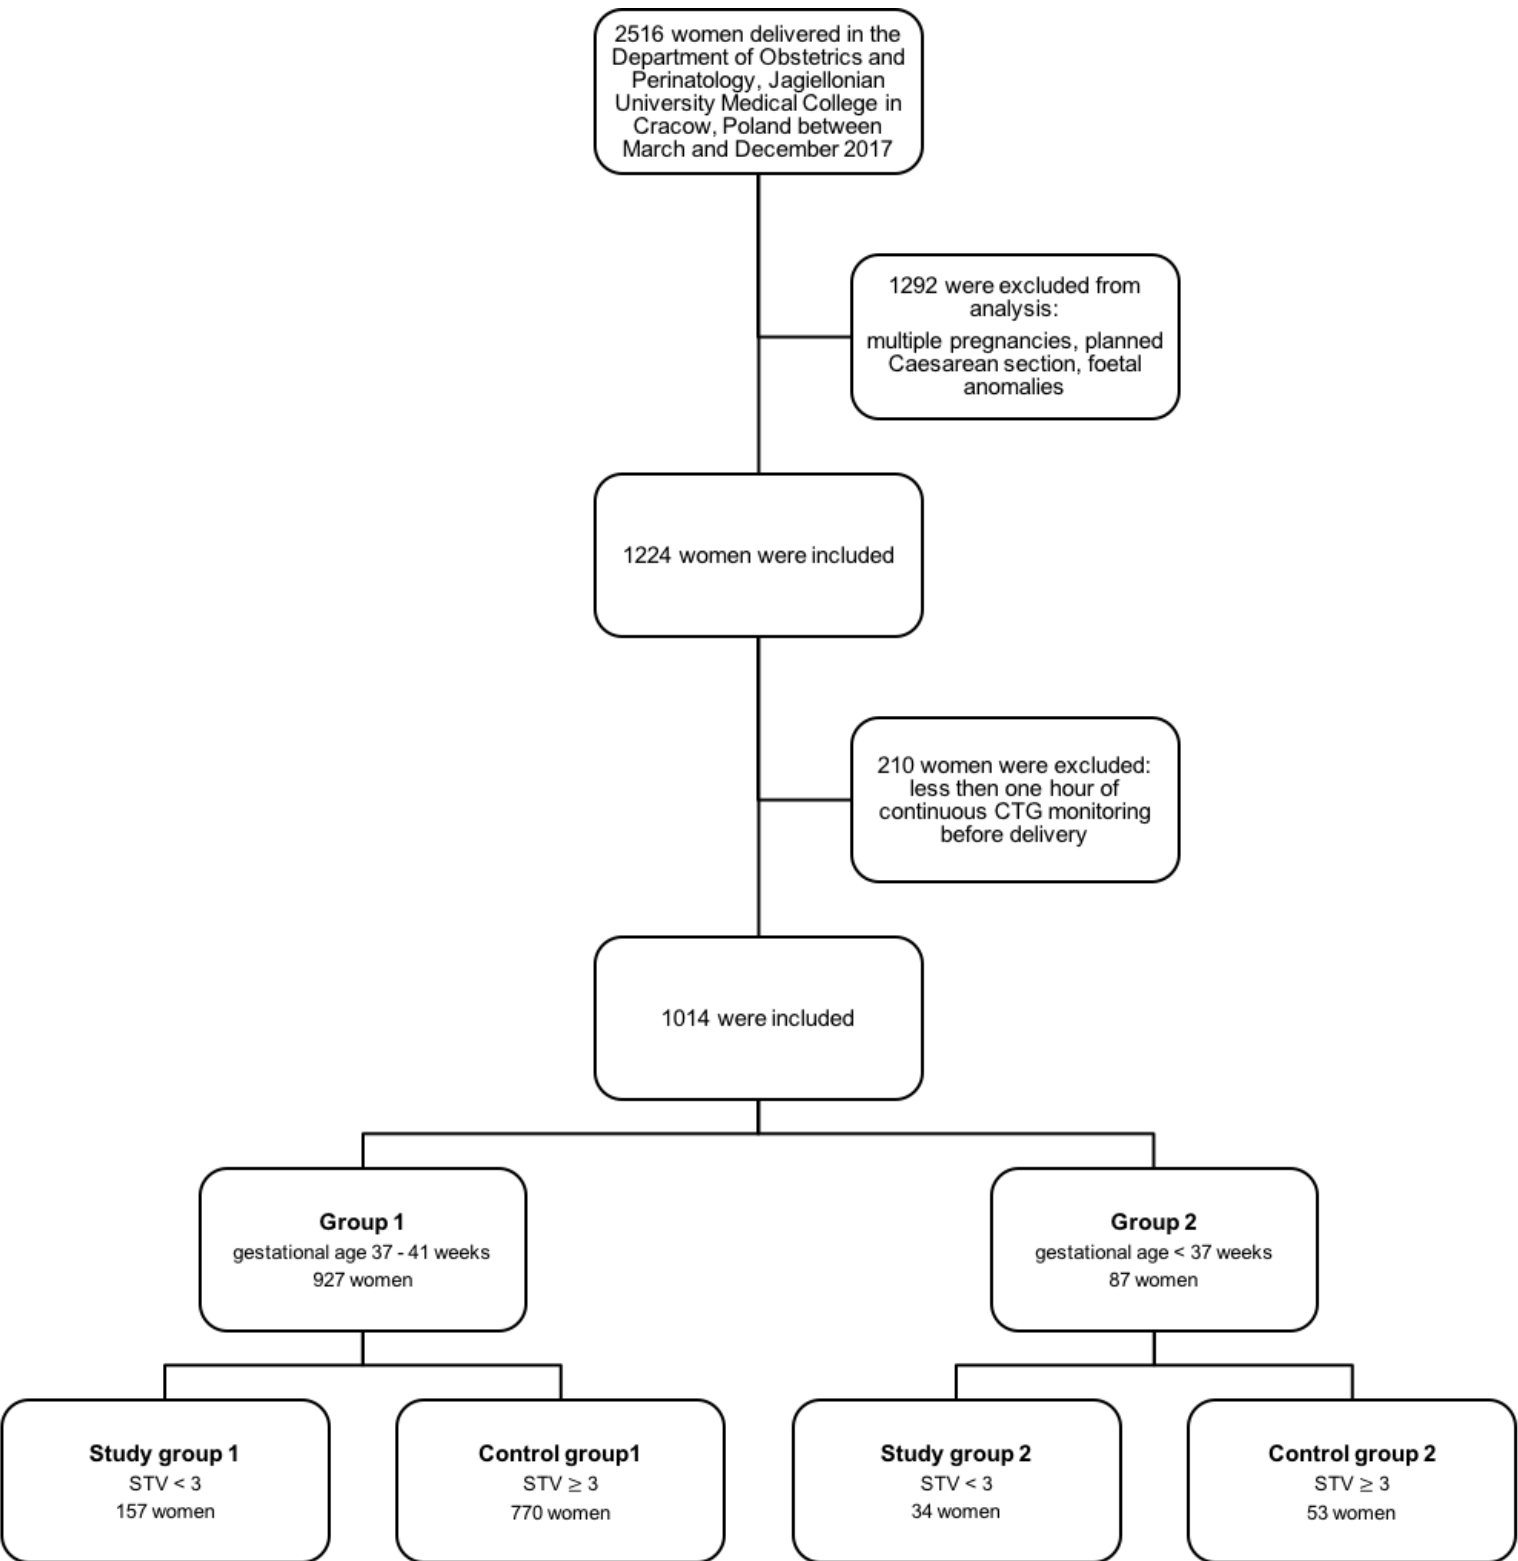 2516 women delivered in the
Department of Obstetrics and
Perinatology, Jagiellonian
University Medical College in
Cracow, Poland between
March and December 2017
1292 were excluded from
analysis:
multiple pregnancies, planned
Caesarean section, foetal
anomalies
1224 women were included
210 women were excluded:
less then one hour of
continuous CTG monitoring
before delivery
1014 were included
Group 1
gestational age 37 - 41 weeks
927 women
Group 2
gestational age < 37 weeks
87 women
Study group 1
STV < 3
157 women
Control group1
STV ≥ 3
770 women
Study group 2
STV < 3
34 women
Control group 2
STV ≥ 3
53 women